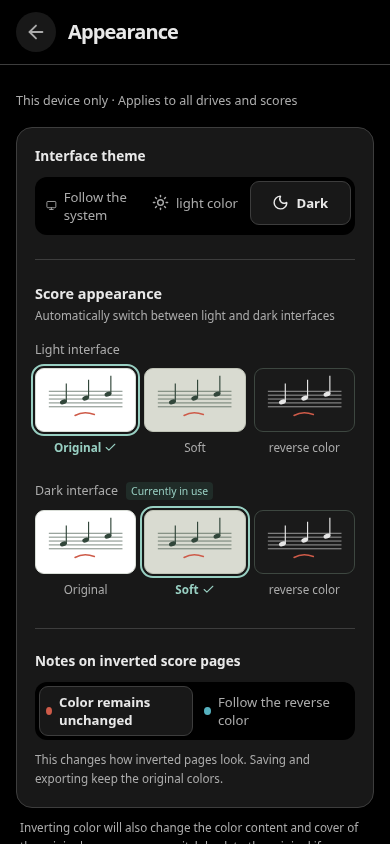 Appearance
This device only · Applies to all drives and scores
Interface theme
Follow the
system
light color
Dark
Score appearance
Automatically switch between light and dark interfaces
Light interface
Original
Soft
reverse color
Dark interface
Currently in use
Original
Soft
reverse color
Notes on inverted score pages
Color remains
unchanged
Follow the reverse
color
This changes how inverted pages look. Saving and
exporting keep the original colors.
Inverting color will also change the color content and cover of